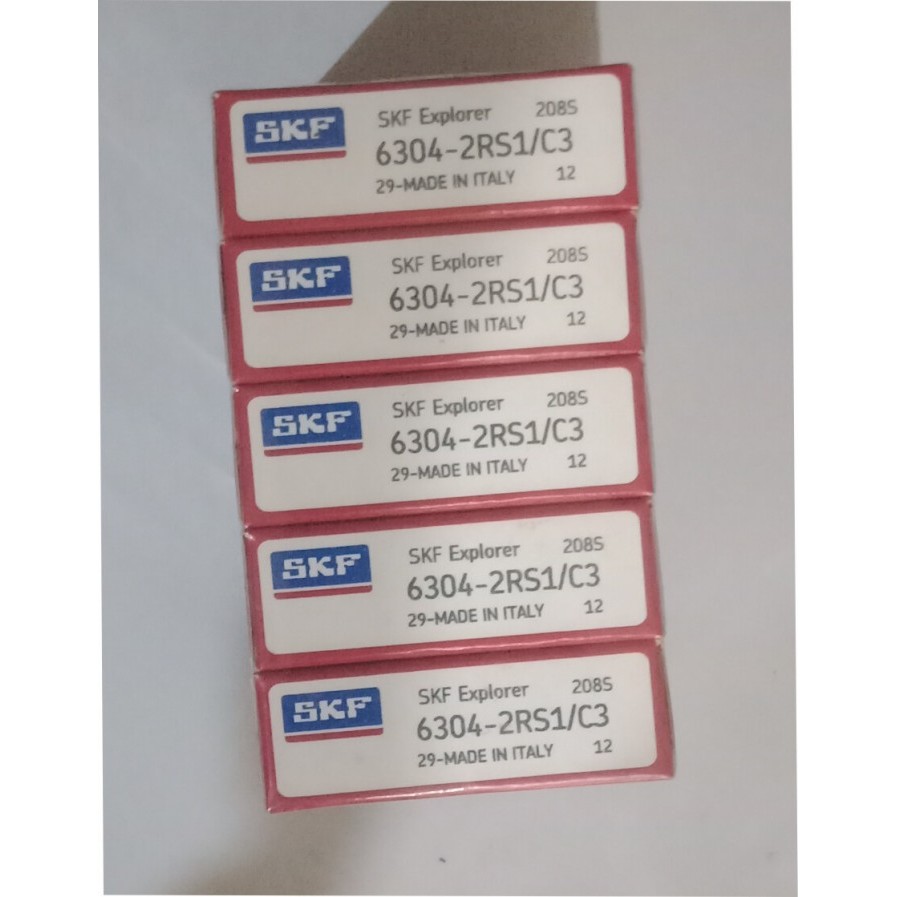 SKF
SKF Explorer 208S
6304-2RS1/C3
29-MADE IN ITALY 12
SKF
SKF Explorer 208S
6304-2RS1/C3
29-MADE IN ITALY 12
SKF
SKF Explorer 208S
6304-2RS1/C3
29-MADE IN ITALY 12
SKF
SKF Explorer 208S
6304-2RS1/C3
29-MADE IN ITALY 12
SKF
SKF Explorer 208S
6304-2RS1/C3
29-MADE IN ITALY 12